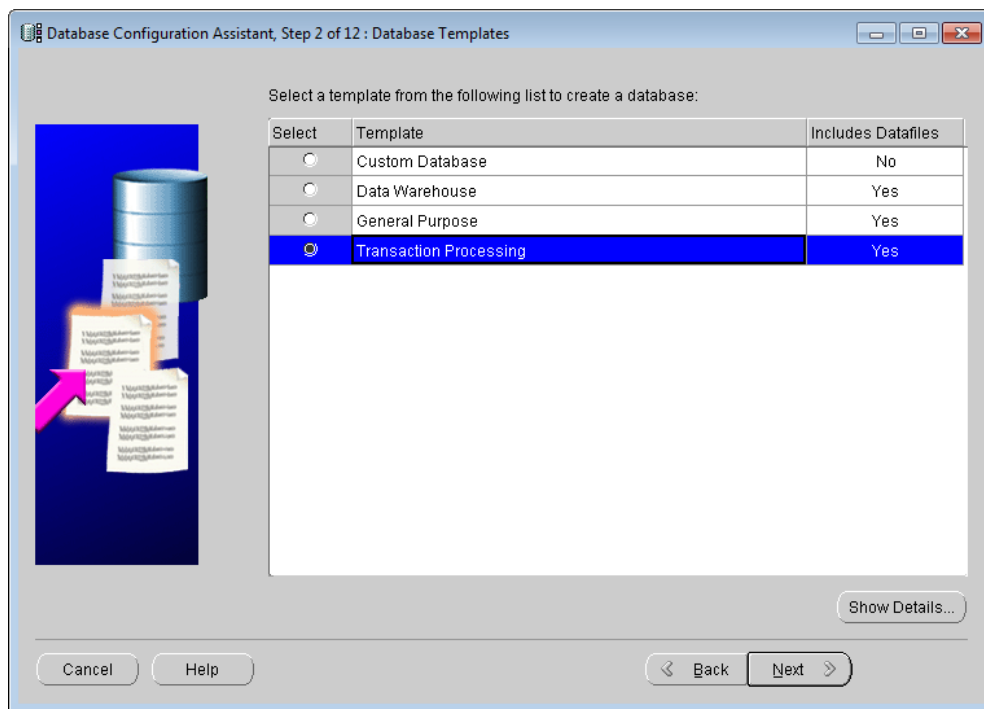 Database Configuration Assistant, Step 2 of 12 : Database Templates
Select a template from the following list to create a database:
Select Template Includes Datafiles
Custom Database No
Data Warehouse Yes
General Purpose Yes
Transaction Processing Yes
Show Details...
Cancel Help Back Next